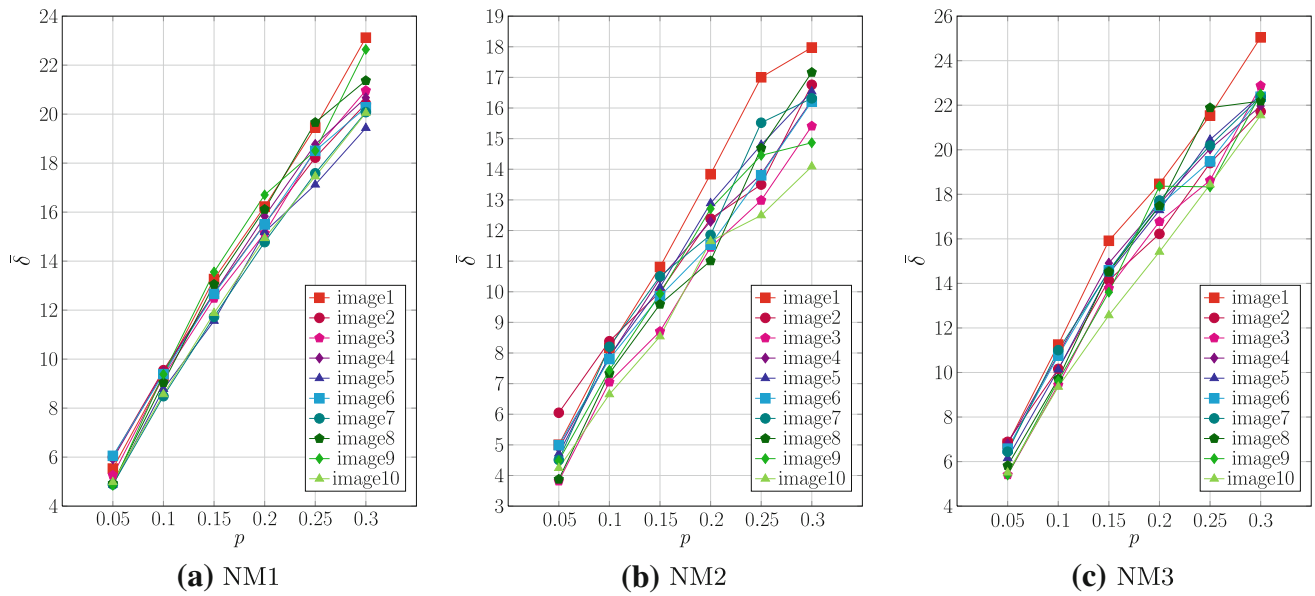 24
22
20
18
16
14
12
10
8
6
4
δ̄
0.05 0.1 0.15 0.2 0.25 0.3
p
image1
image2
image3
image4
image5
image6
image7
image8
image9
image10
(a) NM1
19
18
17
16
15
14
13
12
11
10
9
8
7
6
5
4
3
δ̄
0.05 0.1 0.15 0.2 0.25 0.3
p
image1
image2
image3
image4
image5
image6
image7
image8
image9
image10
(b) NM2
26
24
22
20
18
16
14
12
10
8
6
4
δ̄
0.05 0.1 0.15 0.2 0.25 0.3
p
image1
image2
image3
image4
image5
image6
image7
image8
image9
image10
(c) NM3